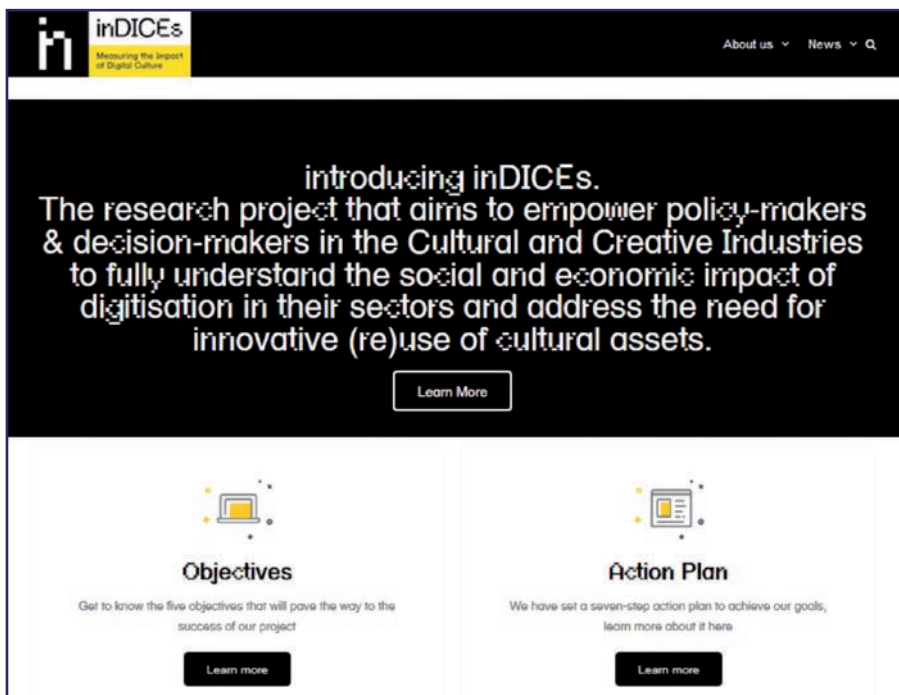 in
inDICEs
Measuring the Impact
of Digital Culture
About us News
introducing inDICEs.
The research project that aims to empower policy-makers
& decision-makers in the Cultural and Creative Industries
to fully understand the social and economic impact of
digitisation in their sectors and address the need for
innovative (re)use of cultural assets.
Learn More
Objectives
Get to know the five objectives that will pave the way to the
success of our project
Learn more
Action Plan
We have set a seven-step action plan to achieve our goals,
learn more about it here
Learn more